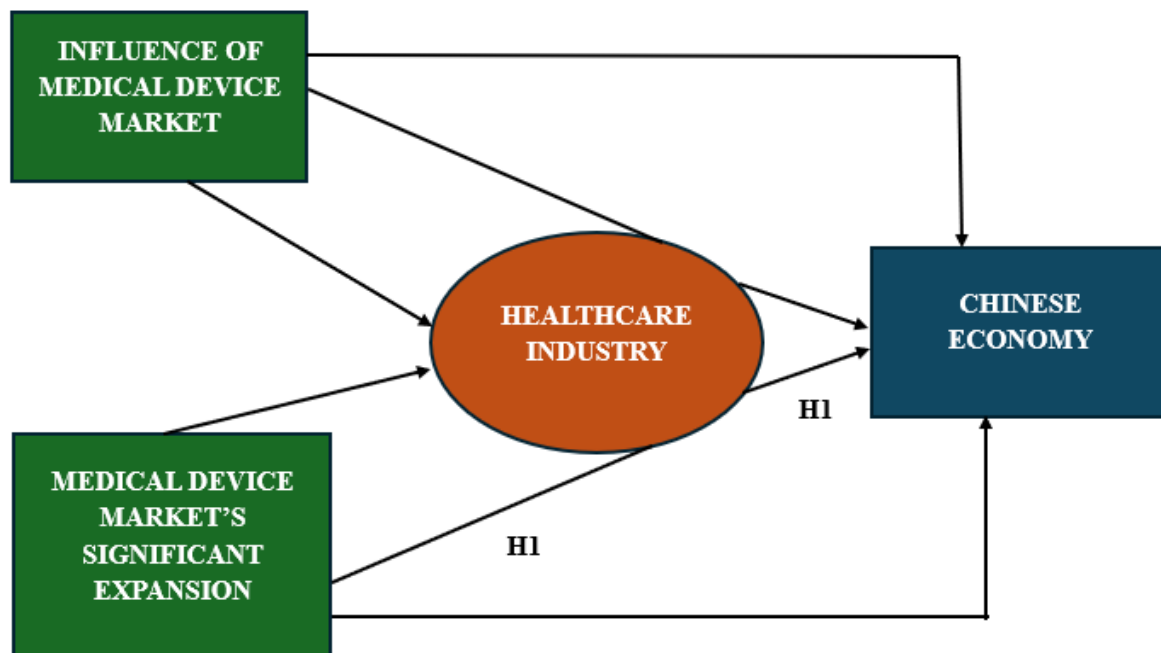 INFLUENCE OF
MEDICAL DEVICE
MARKET
HEALTHCARE
INDUSTRY
CHINESE
ECONOMY
H1
MEDICAL DEVICE
MARKET’S
SIGNIFICANT
EXPANSION
H1